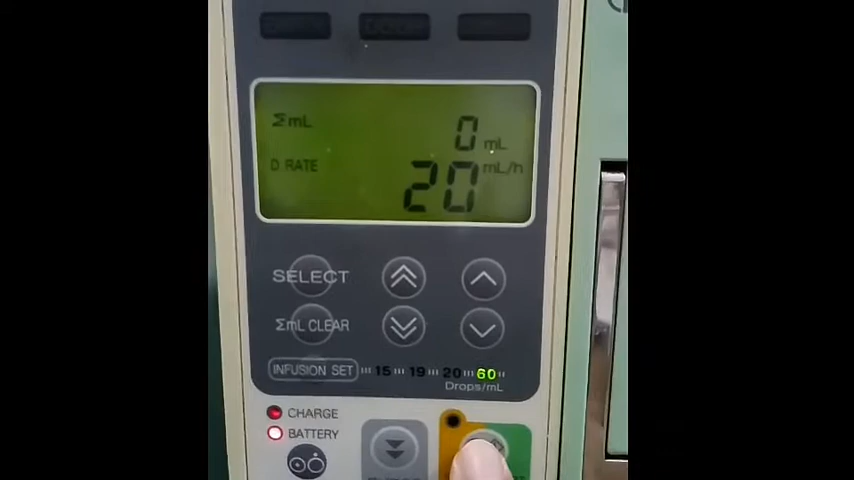 ΣmL 0 mL
D.RATE 20 mL/h
SELECT
ΣmL CLEAR
INFUSION SET 15 19 20 60
Drops/mL
CHARGE
BATTERY